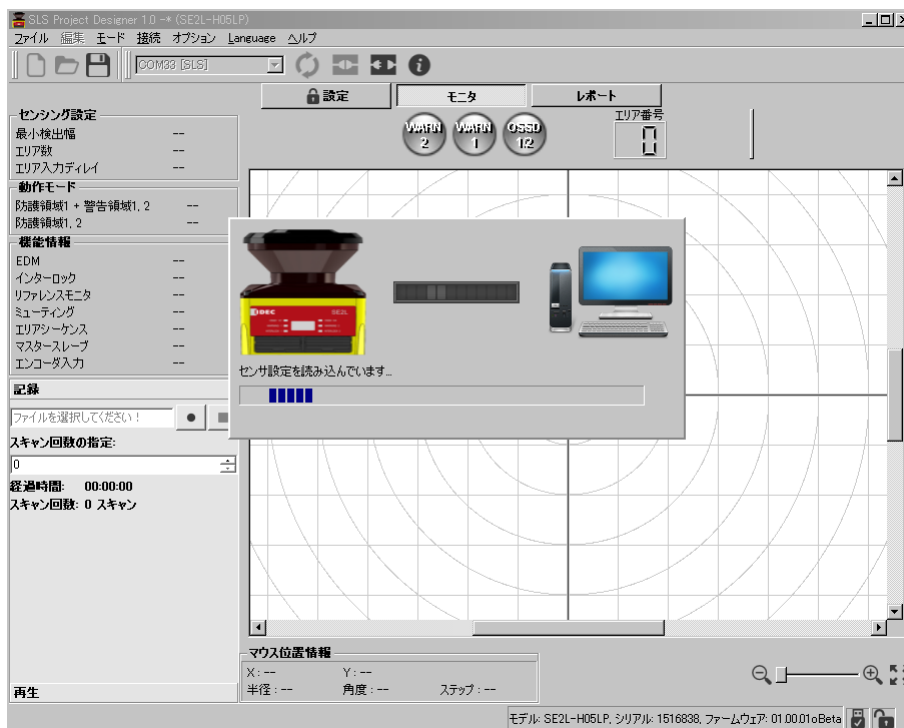 SLS Project Designer 1.0 -* (SE2L-H05LP)
ファイル 編集 モード 接続 オプション Language ヘルプ
COM33 [SLS]
設定 モニタ レポート
WARN 2 WARN 1 OSSD 1/2
エリア番号
0
センシング設定
最小検出幅 --
エリア数 --
エリア入力ディレイ --
動作モード
防護領域1 + 警告領域1, 2 --
防護領域1, 2 --
機能情報
EDM --
インターロック --
リファレンスモニタ --
ミューティング --
エリアシーケンス --
マスタースレーブ --
エンコーダ入力 --
IDEC SE2L
センサ設定を読み込んでいます...
記録
ファイルを選択してください!
スキャン回数の指定:
0
経過時間: 00:00:00
スキャン回数: 0 スキャン
再生
マウス位置情報
X : -- Y : --
半径 : -- 角度 : -- ステップ : --
モデル: SE2L-H05LP, シリアル: 1516838, ファームウェア: 01.00.01oBeta